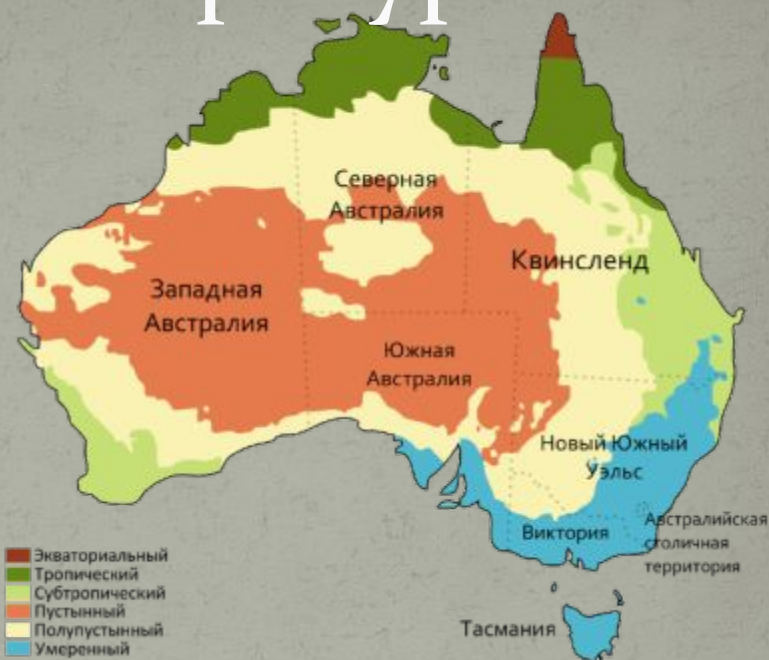 Северная
Австралия
Квинсленд
Западная
Австралия
Южная
Австралия
Новый Южный
Уэльс
Виктория
Австралийская
столичная
территория
Тасмания
Экваториальный
Тропический
Субтропический
Пустынный
Полупустынный
Умеренный